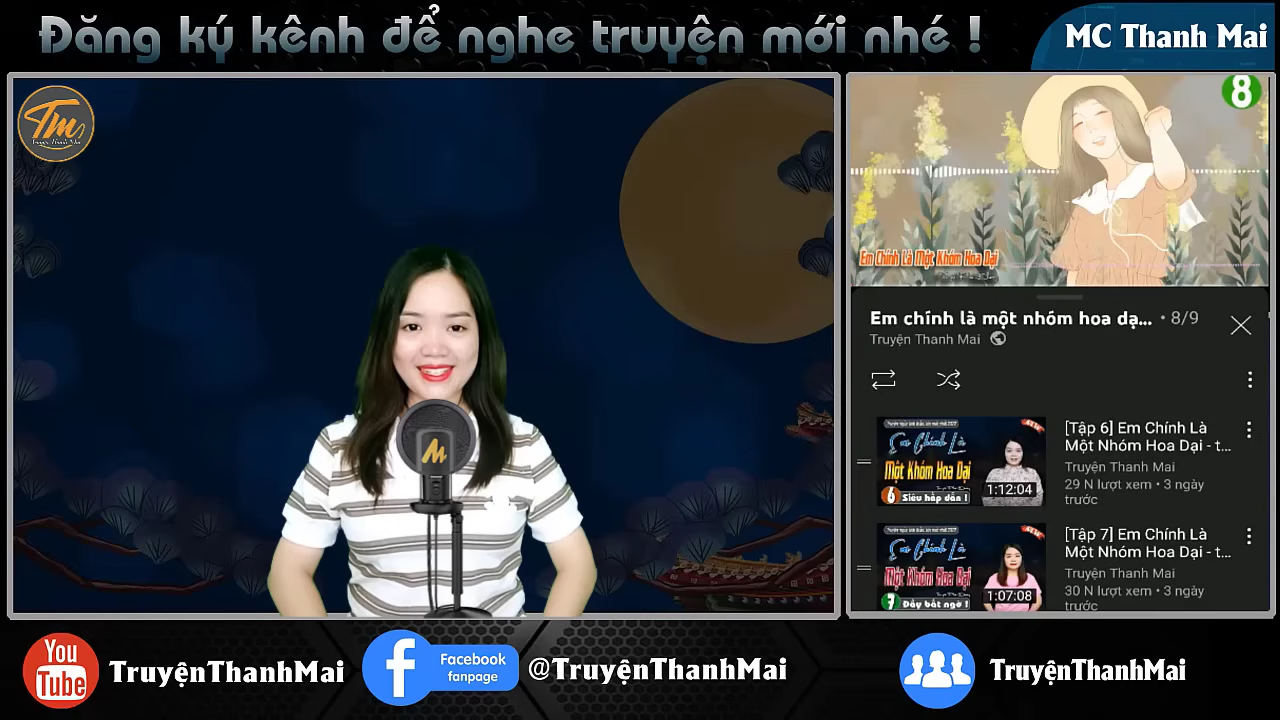 Đăng ký kênh để nghe truyện mới nhé !
MC Thanh Mai
Tm
Truyện Thanh Mai
8
Em Chính Là Một Khóm Hoa Dại
Em chính là một nhóm hoa dạ... • 8/9
Truyện Thanh Mai
[Tập 6] Em Chính Là
Một Nhóm Hoa Dại - t...
Truyện Thanh Mai
29 N lượt xem • 3 ngày
trước
Em Chính Là
Một Khóm Hoa Dại
6 Siêu hấp dẫn !
1:12:04
[Tập 7] Em Chính Là
Một Nhóm Hoa Dại - t...
Truyện Thanh Mai
30 N lượt xem • 3 ngày
trước
Em Chính Là
Một Khóm Hoa Dại
7 Đầy bất ngờ !
1:07:08
You
Tube
TruyệnThanhMai
Facebook
fanpage
@TruyệnThanhMai
TruyệnThanhMai